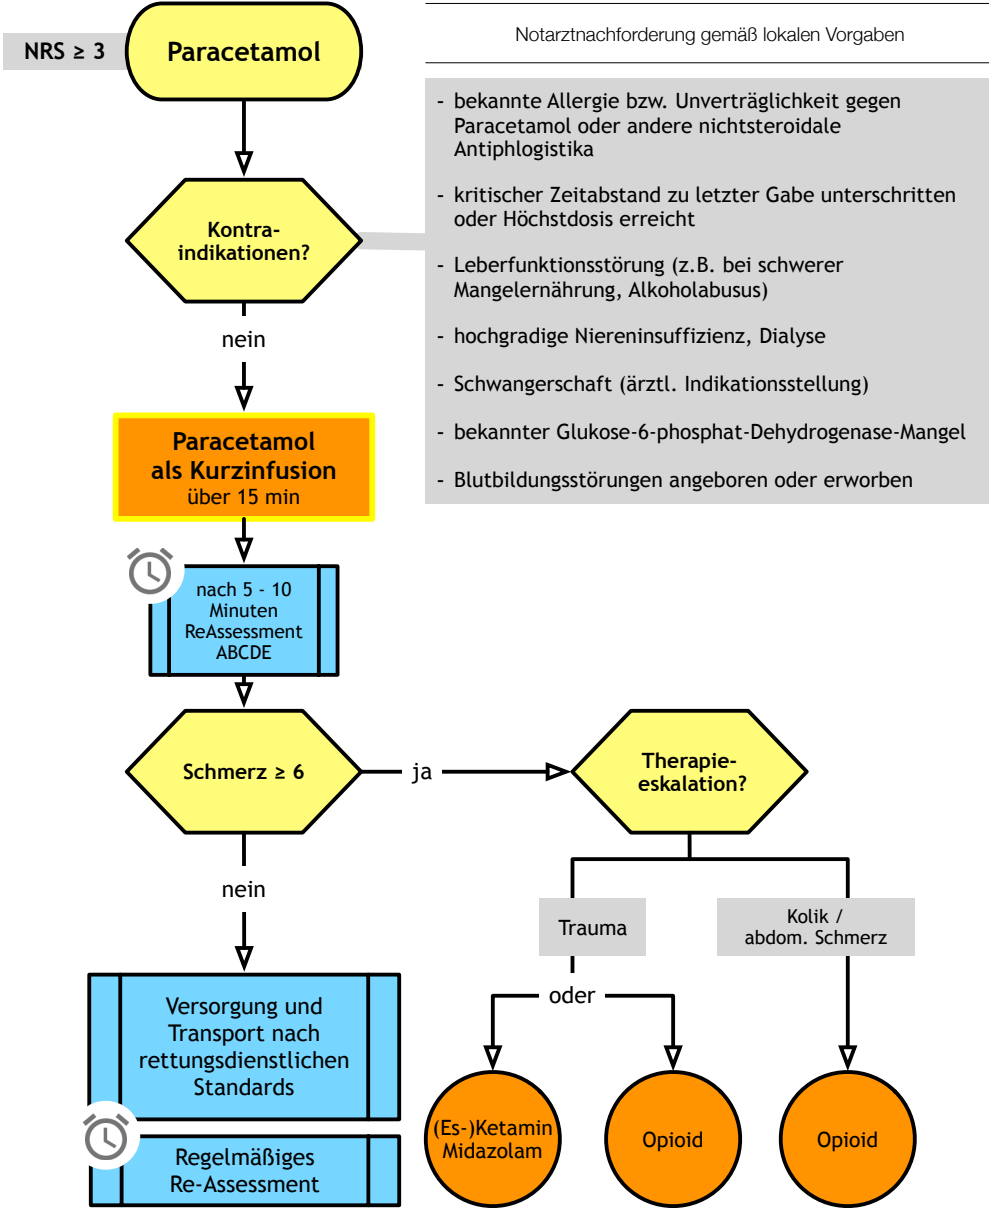 NRS ≥ 3
Paracetamol
Notarztnachforderung gemäß lokalen Vorgaben
- bekannte Allergie bzw. Unverträglichkeit gegen
Paracetamol oder andere nichtsteroidale
Antiphlogistika
- kritischer Zeitabstand zu letzter Gabe unterschritten
oder Höchstdosis erreicht
- Leberfunktionsstörung (z.B. bei schwerer
Mangelernährung, Alkoholabusus)
- hochgradige Niereninsuffizienz, Dialyse
- Schwangerschaft (ärztl. Indikationsstellung)
- bekannter Glukose-6-phosphat-Dehydrogenase-Mangel
- Blutbildungsstörungen angeboren oder erworben
Kontra-
indikationen?
nein
Paracetamol
als Kurzinfusion
über 15 min
nach 5 - 10
Minuten
ReAssessment
ABCDE
Schmerz ≥ 6
ja
Therapie-
eskalation?
nein
Trauma
Kolik /
abdom. Schmerz
oder
Versorgung und
Transport nach
rettungsdienstlichen
Standards
(Es-)Ketamin
Midazolam
Opioid
Opioid
Regelmäßiges
Re-Assessment